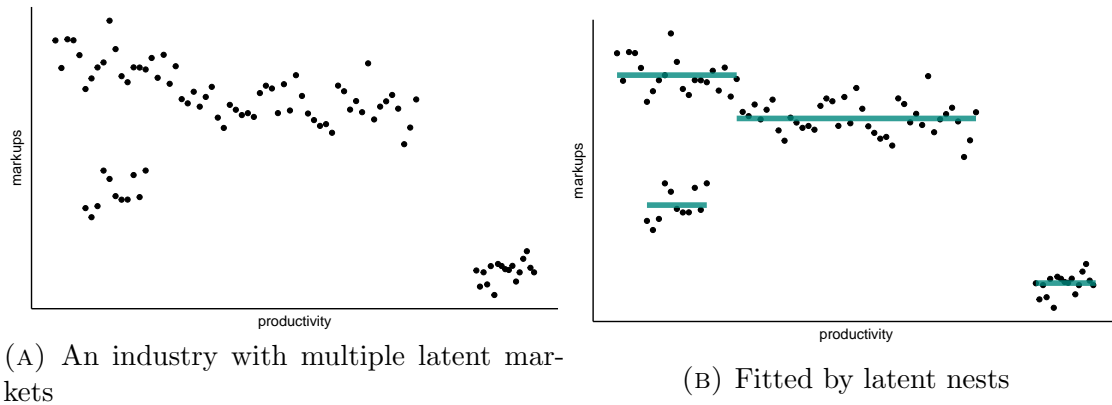 markups
productivity
(A) An industry with multiple latent mar-
kets
markups
productivity
(B) Fitted by latent nests